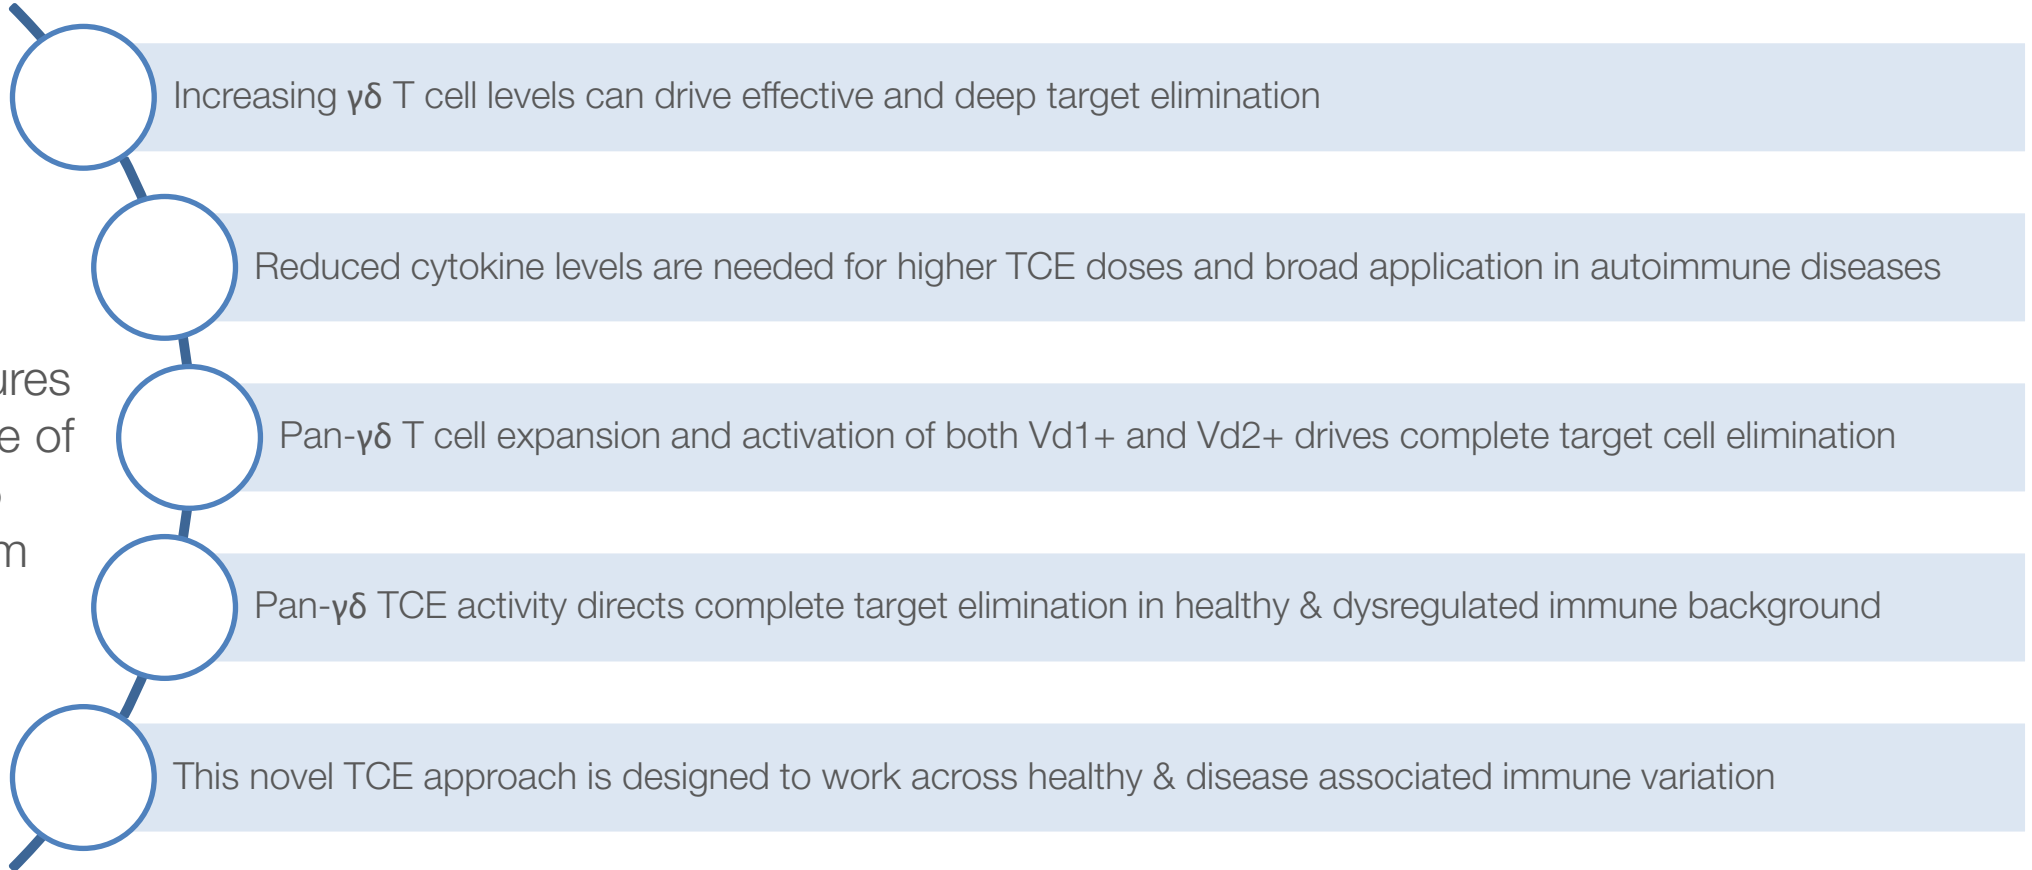 Increasing γδ T cell levels can drive effective and deep target elimination
Reduced cytokine levels are needed for higher TCE doses and broad application in autoimmune diseases
of
Pan-γδ T cell expansion and activation of both Vd1+ and Vd2+ drives complete target cell elimination
Pan-γδ TCE activity directs complete target elimination in healthy & dysregulated immune background
This novel TCE approach is designed to work across healthy & disease associated immune variation